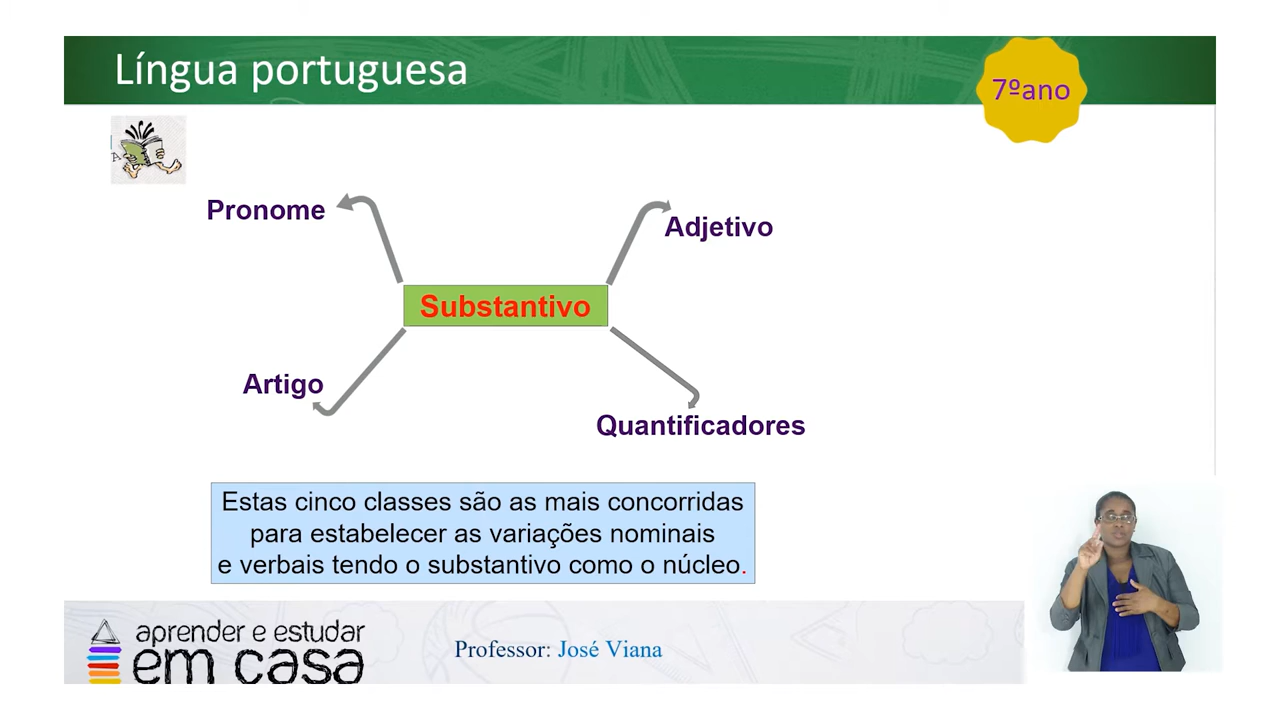 Língua portuguesa
7ºano
Pronome
Adjetivo
Substantivo
Artigo
Quantificadores
Estas cinco classes são as mais concorridas
para estabelecer as variações nominais
e verbais tendo o substantivo como o núcleo.
aprender e estudar
em casa
Professor: José Viana